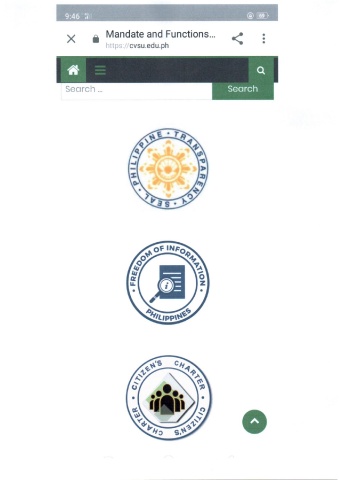 9:46
Mandate and Functions...
https://cvsu.edu.ph
Search ...
Search
PHILIPPINE • TRANSPARENCY • SEAL •
FREEDOM OF INFORMATION
PHILIPPINES
CITIZEN'S CHARTER • CITIZEN'S CHARTER